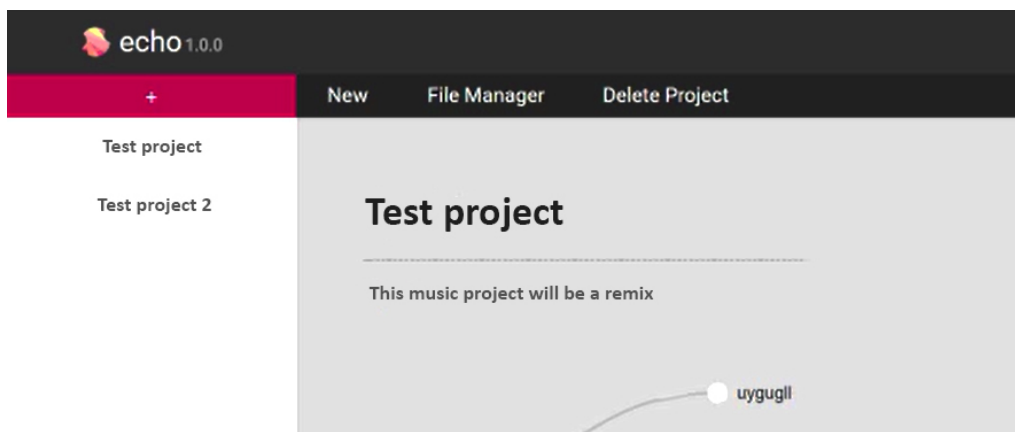 echo 1.0.0
+ New File Manager Delete Project
Test project
Test project 2
Test project
This music project will be a remix
uygugll